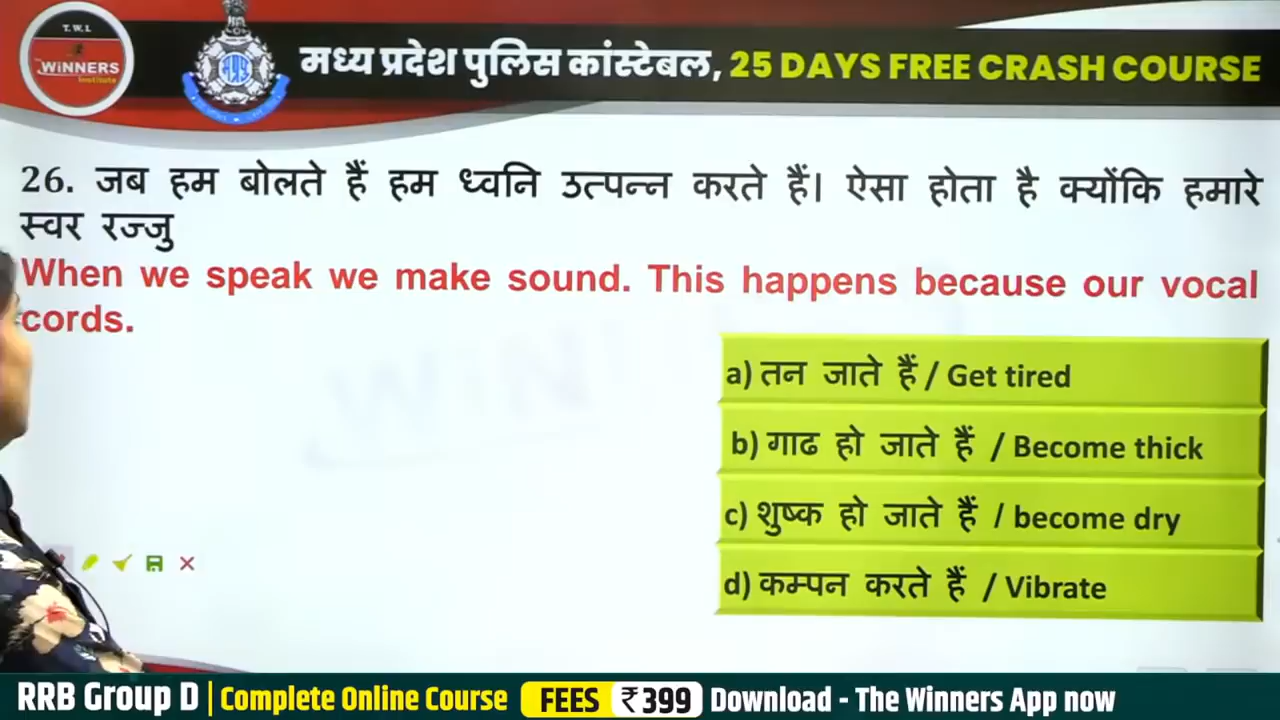 T. W. I.
WiNNERS
Institute
मध्य प्रदेश पुलिस कांस्टेबल, 25 DAYS FREE CRASH COURSE
26. जब हम बोलते हैं हम ध्वनि उत्पन्न करते हैं। ऐसा होता है क्योंकि हमारे
स्वर रज्जु
When we speak we make sound. This happens because our vocal
cords.
a) तन जाते हैं / Get tired
b) गाढ हो जाते हैं / Become thick
c) शुष्क हो जाते हैं / become dry
d) कम्पन करते हैं / Vibrate
RRB Group D | Complete Online Course FEES ₹399 Download - The Winners App now